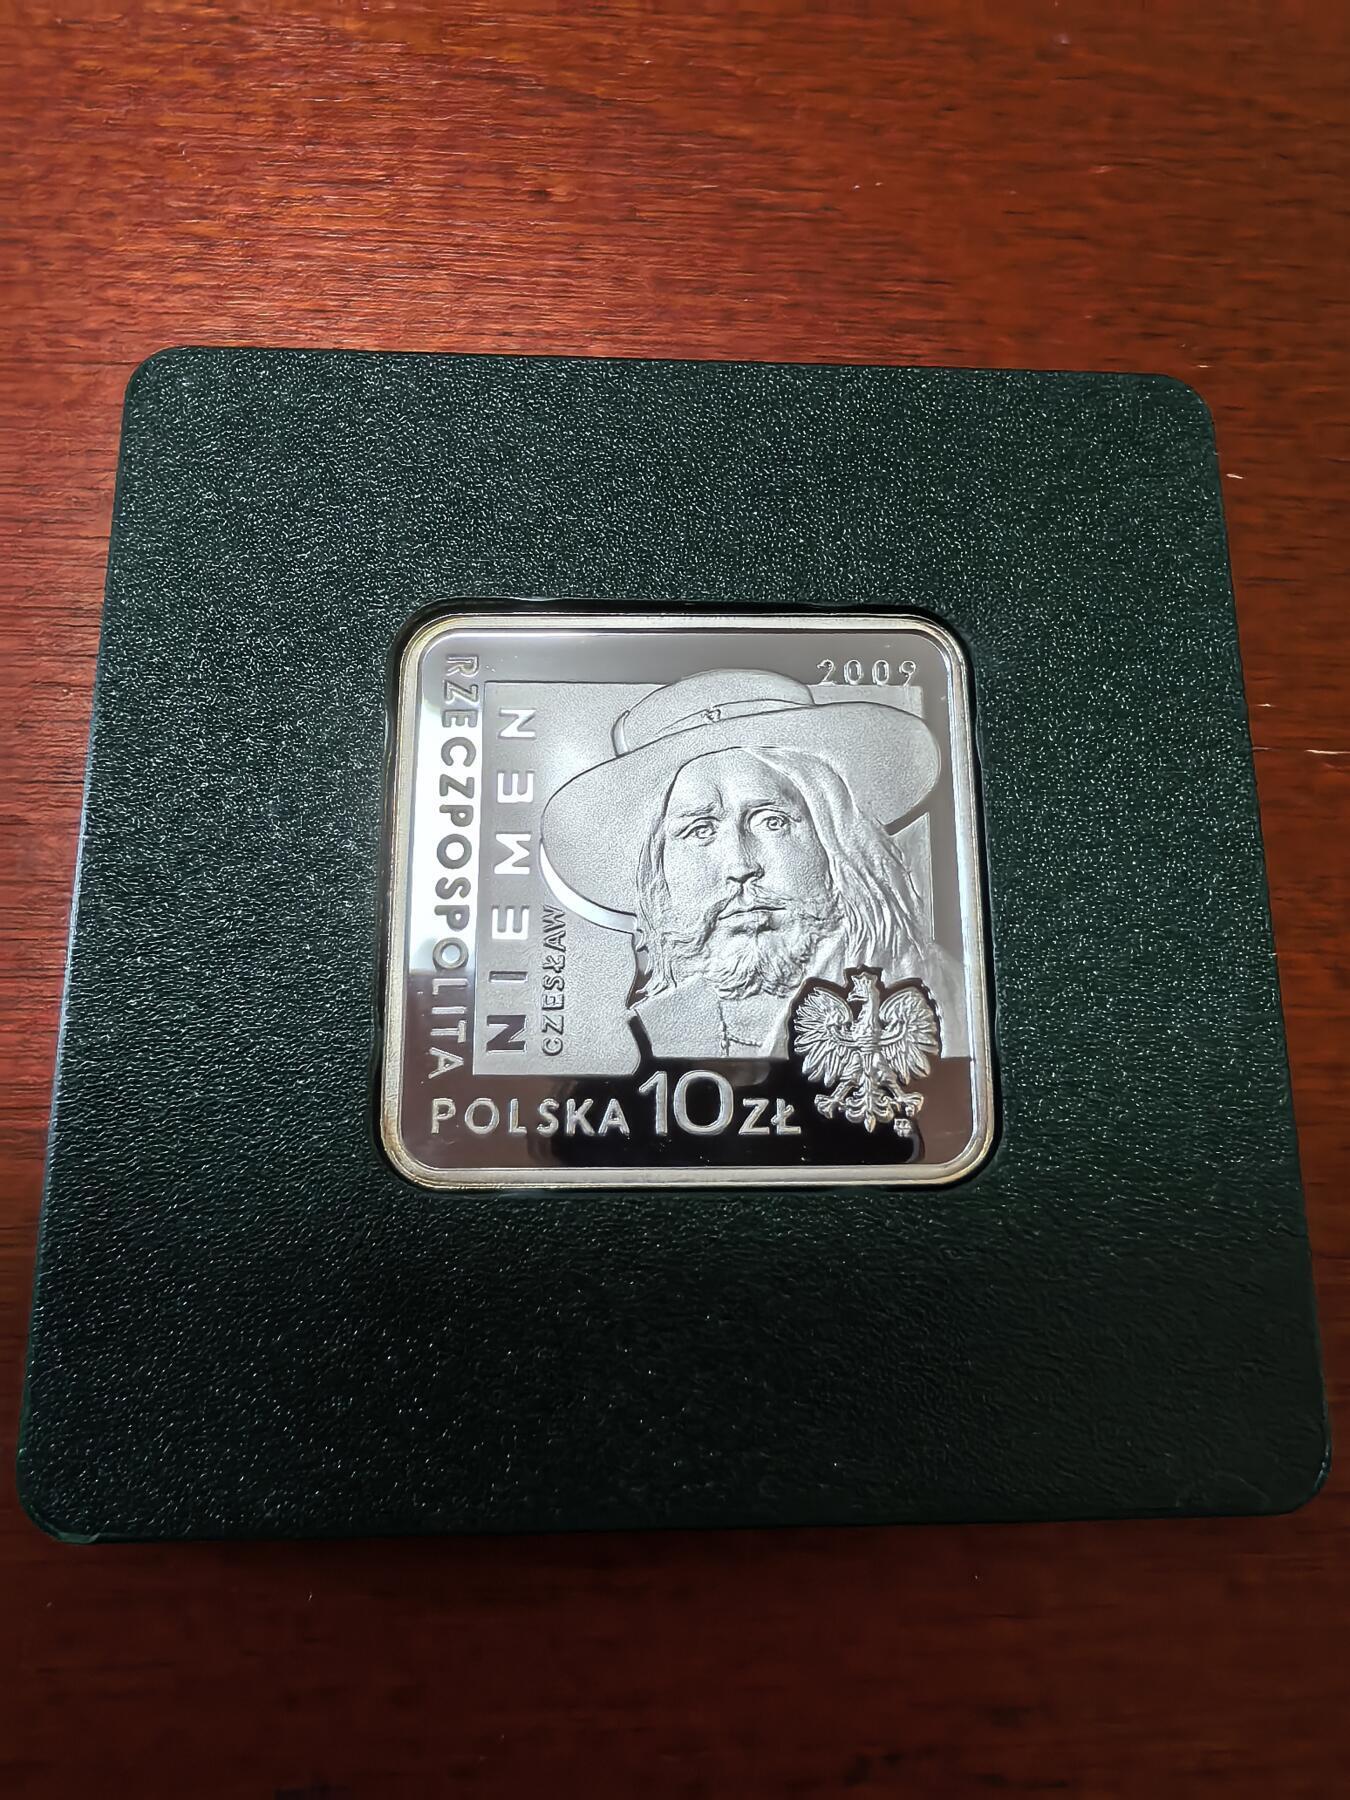 2009
RZECZPOSPOLITA
NIEMEN
CZESŁAW
POLSKA 10 ZŁ